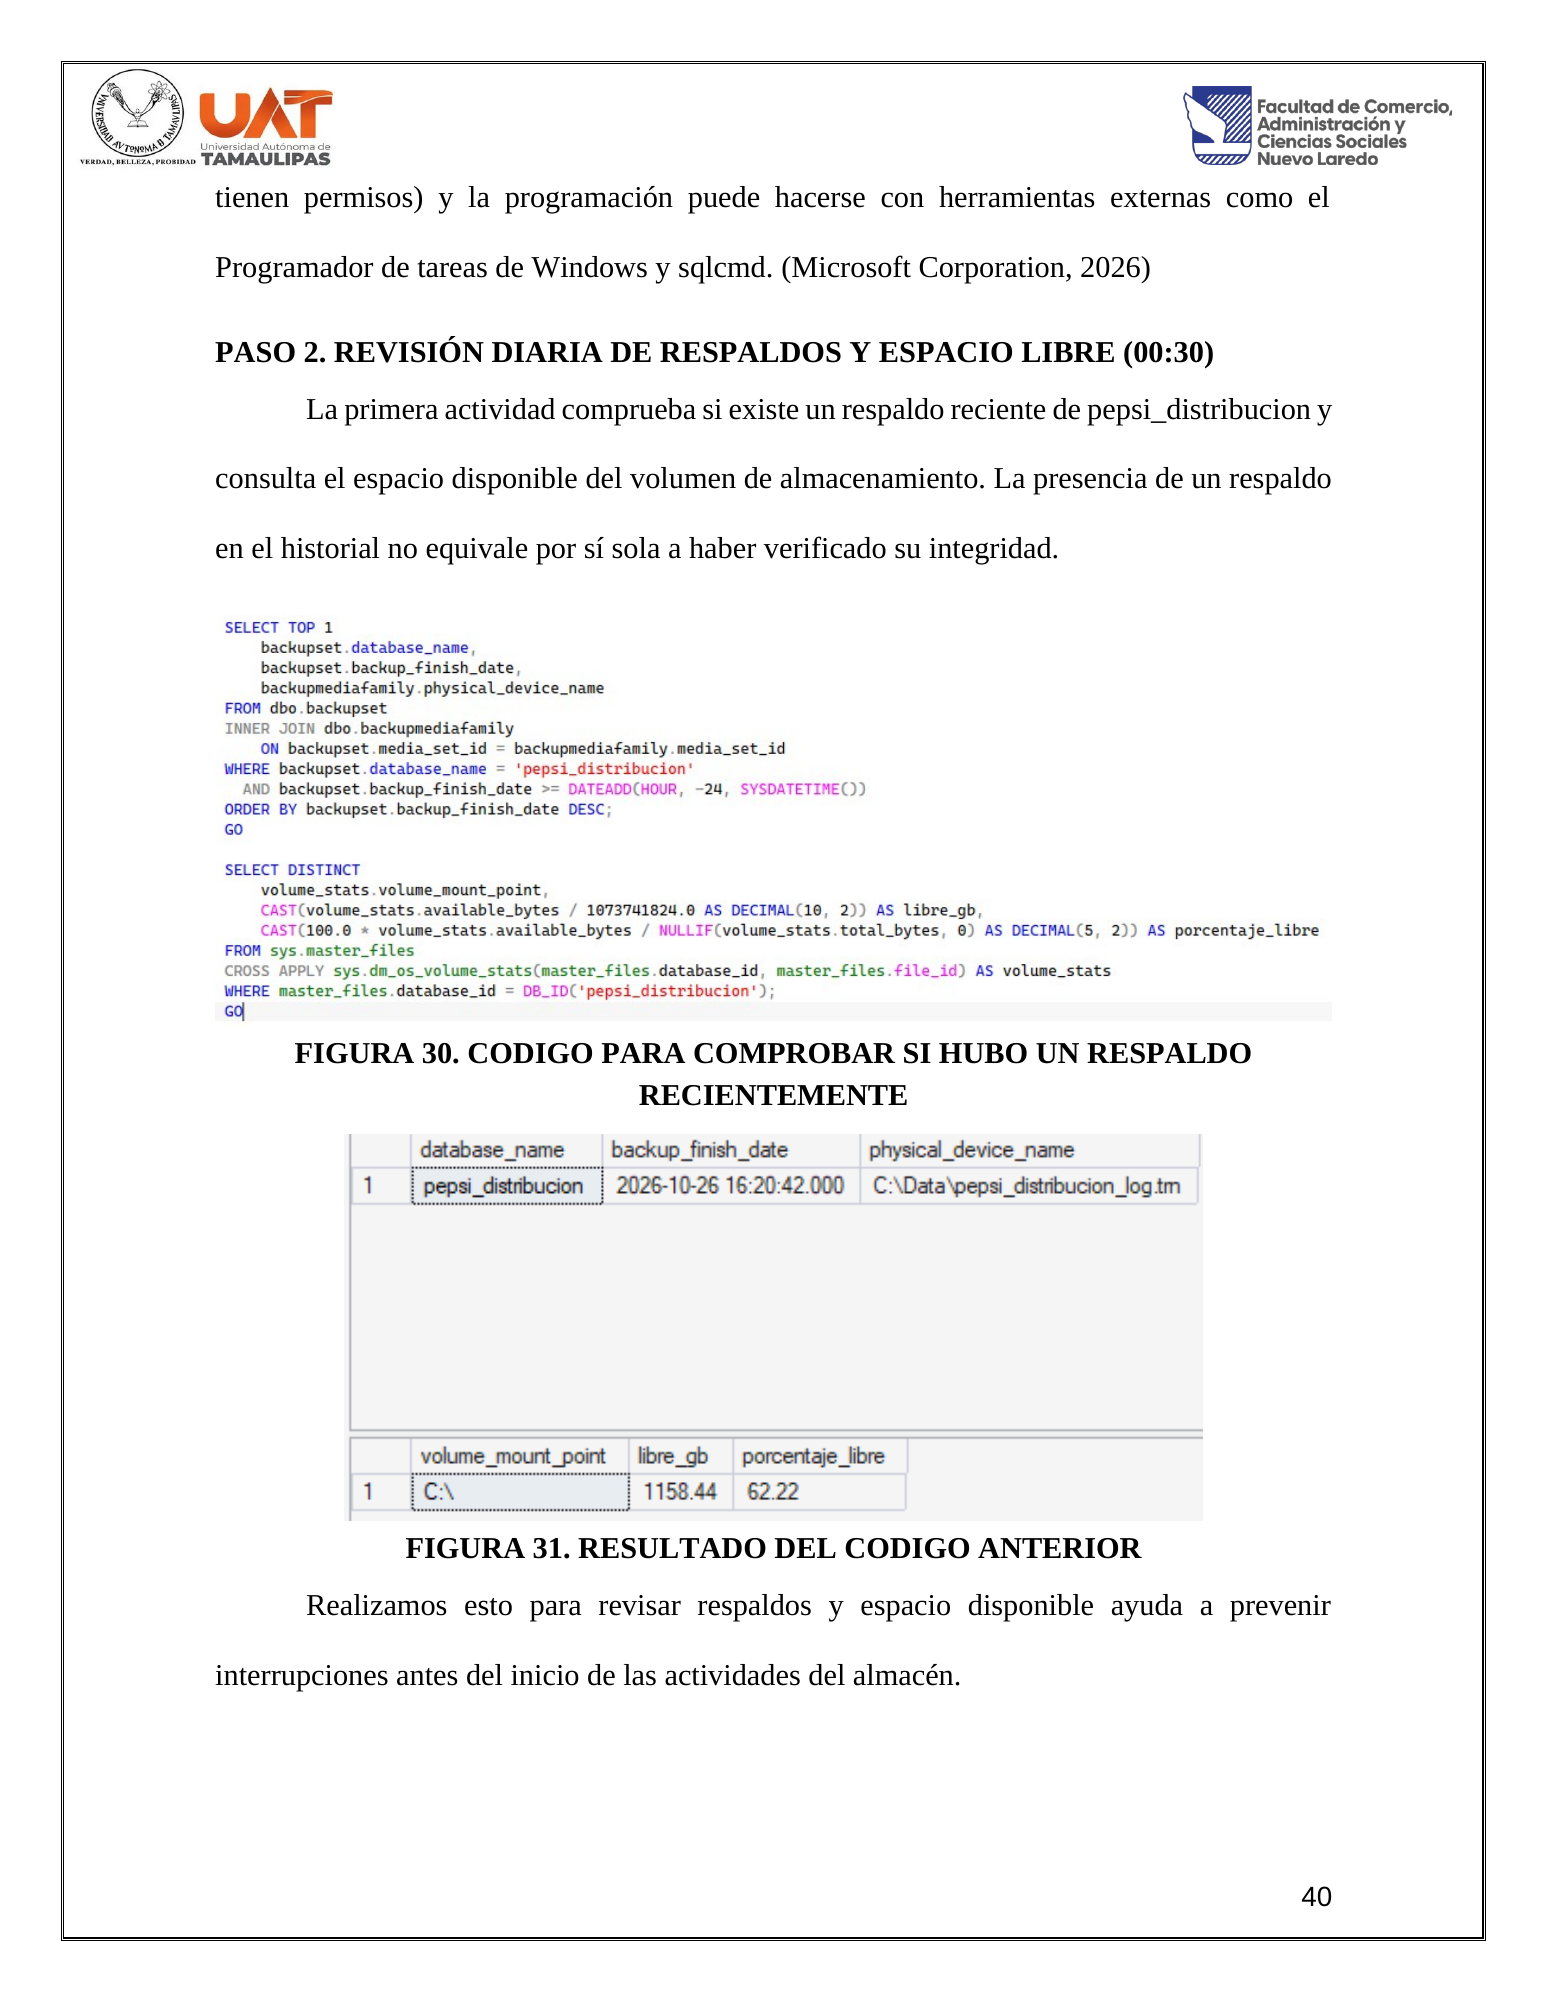 VNIVERSIDAD AVTONOMA D TAMAVLIPAS
VERDAD, BELLEZA, PROBIDAD
UAT
Universidad Autónoma de
TAMAULIPAS
Facultad de Comercio,
Administración y
Ciencias Sociales
Nuevo Laredo
tienen permisos) y la programación puede hacerse con herramientas externas como el
Programador de tareas de Windows y sqlcmd. (Microsoft Corporation, 2026)
PASO 2. REVISIÓN DIARIA DE RESPALDOS Y ESPACIO LIBRE (00:30)
La primera actividad comprueba si existe un respaldo reciente de pepsi_distribucion y
consulta el espacio disponible del volumen de almacenamiento. La presencia de un respaldo
en el historial no equivale por sí sola a haber verificado su integridad.
SELECT TOP 1
    backupset.database_name,
    backupset.backup_finish_date,
    backupmediafamily.physical_device_name
FROM dbo.backupset
INNER JOIN dbo.backupmediafamily
    ON backupset.media_set_id = backupmediafamily.media_set_id
WHERE backupset.database_name = 'pepsi_distribucion'
  AND backupset.backup_finish_date >= DATEADD(HOUR, -24, SYSDATETIME())
ORDER BY backupset.backup_finish_date DESC;
GO
SELECT DISTINCT
    volume_stats.volume_mount_point,
    CAST(volume_stats.available_bytes / 1073741824.0 AS DECIMAL(10, 2)) AS libre_gb,
    CAST(100.0 * volume_stats.available_bytes / NULLIF(volume_stats.total_bytes, 0) AS DECIMAL(5, 2)) AS porcentaje_libre
FROM sys.master_files
CROSS APPLY sys.dm_os_volume_stats(master_files.database_id, master_files.file_id) AS volume_stats
WHERE master_files.database_id = DB_ID('pepsi_distribucion');
GO
FIGURA 30. CODIGO PARA COMPROBAR SI HUBO UN RESPALDO
RECIENTEMENTE
database_name backup_finish_date physical_device_name
1 pepsi_distribucion 2026-10-26 16:20:42.000 C:\Data\pepsi_distribucion_log.trn
volume_mount_point libre_gb porcentaje_libre
1 C:\ 1158.44 62.22
FIGURA 31. RESULTADO DEL CODIGO ANTERIOR
Realizamos esto para revisar respaldos y espacio disponible ayuda a prevenir
interrupciones antes del inicio de las actividades del almacén.
40